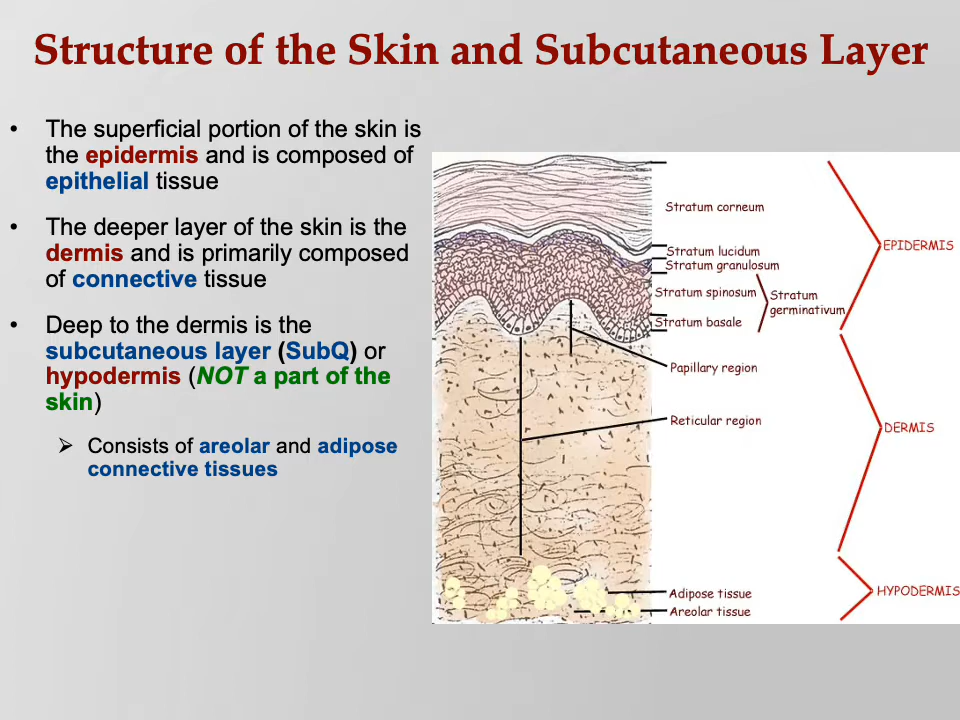 Structure of the Skin and Subcutaneous Layer
• The superficial portion of the skin is
the epidermis and is composed of
epithelial tissue
• The deeper layer of the skin is the
dermis and is primarily composed
of connective tissue
• Deep to the dermis is the
subcutaneous layer (SubQ) or
hypodermis (NOT a part of the
skin)
➢ Consists of areolar and adipose
connective tissues
Stratum corneum
Stratum lucidum
Stratum granulosum
Stratum spinosum
Stratum basale
Stratum
germinativum
Papillary region
Reticular region
Adipose tissue
Areolar tissue
EPIDERMIS
DERMIS
HYPODERMIS